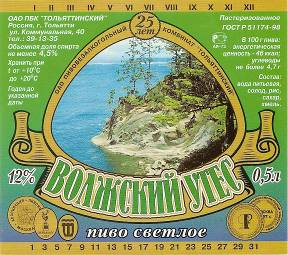 I II III IV V VI VII VIII IX X XI XII
ОАО ПБК "ТОЛЬЯТТИНСКИЙ"
Россия, г. Тольятти
ул. Коммунальная, 40
тел.: 39-13-35
Объемная доля спирта
не менее 4,5%
Хранить при
t от +10°С
до +20°С
Годен до
указанной
даты
25
лет
ОАО ПИВОБЕЗАЛКОГОЛЬНЫЙ КОМБИНАТ ТОЛЬЯТТИНСКИЙ
Пастеризованное
ГОСТ Р 51174-98
В 100 г пива:
энергетическая
ценность - 46 ккал;
углеводы
не более 4,7 г
Состав:
вода питьевая,
солод, рис,
сахар,
хмель.
12%
ВОЛЖСКИЙ УТЕС
0,5л
пиво светлое
1 3 5 7 9 11 13 15 17 19 21 23 25 27 29 31